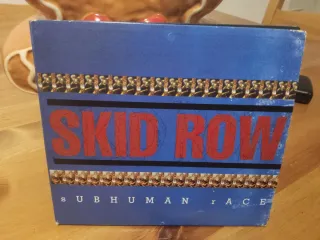 SKID ROW
sUBHUMAN rACE